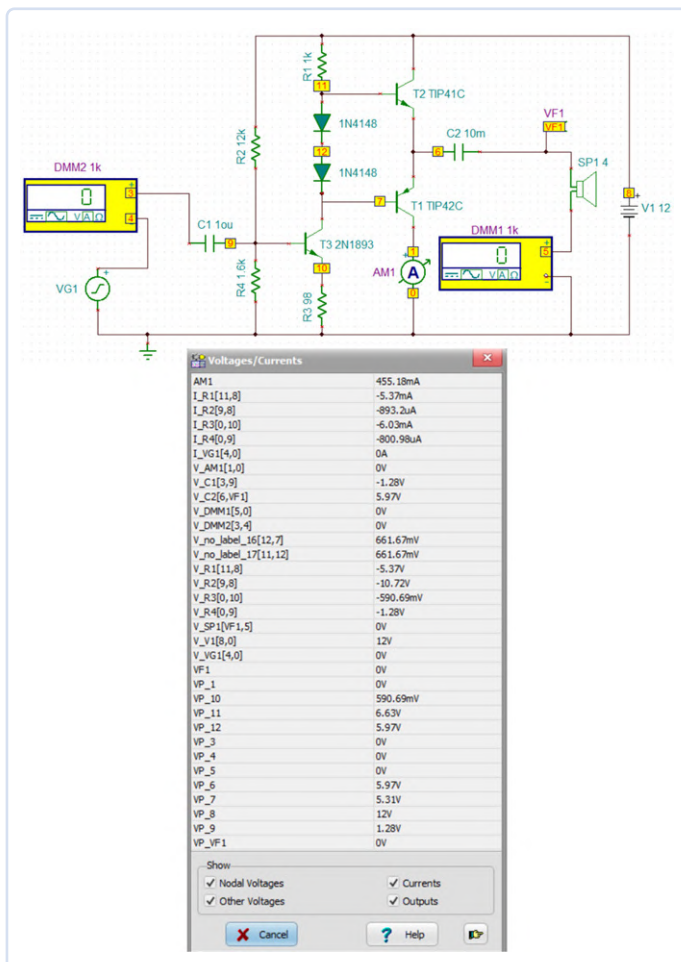 R1 1k
11
T2 TIP41C
1N4148
VF1
VF1
R2 12k
12
6
C2 10m
DMM2 1k
1N4148
SP1 4
0
3
4
7
T1 TIP42C
8
V1 12
V A Ω
C1 1ou
9
T3 2N1893
DMM1 1k
1
0
5
VG1
R4 1.6k
10
AM1
A
V A Ω
R3 98
0
Voltages/Currents
AM1 455.18mA
I_R1[11,8] -5.37mA
I_R2[9,8] -893.2uA
I_R3[0,10] -6.03mA
I_R4[0,9] -800.98uA
I_VG1[4,0] 0A
V_AM1[1,0] 0V
V_C1[3,9] -1.28V
V_C2[6,VF1] 5.97V
V_DMM1[5,0] 0V
V_DMM2[3,4] 0V
V_no_label_16[12,7] 661.67mV
V_no_label_17[11,12] 661.67mV
V_R1[11,8] -5.37V
V_R2[9,8] -10.72V
V_R3[0,10] -590.69mV
V_R4[0,9] -1.28V
V_SP1[VF1,5] 0V
V_V1[8,0] 12V
V_VG1[4,0] 0V
VF1 0V
VP_1 0V
VP_10 590.69mV
VP_11 6.63V
VP_12 5.97V
VP_3 0V
VP_4 0V
VP_5 0V
VP_6 5.97V
VP_7 5.31V
VP_8 12V
VP_9 1.28V
VP_VF1 0V
Show
Nodal Voltages Currents
Other Voltages Outputs
Cancel Help